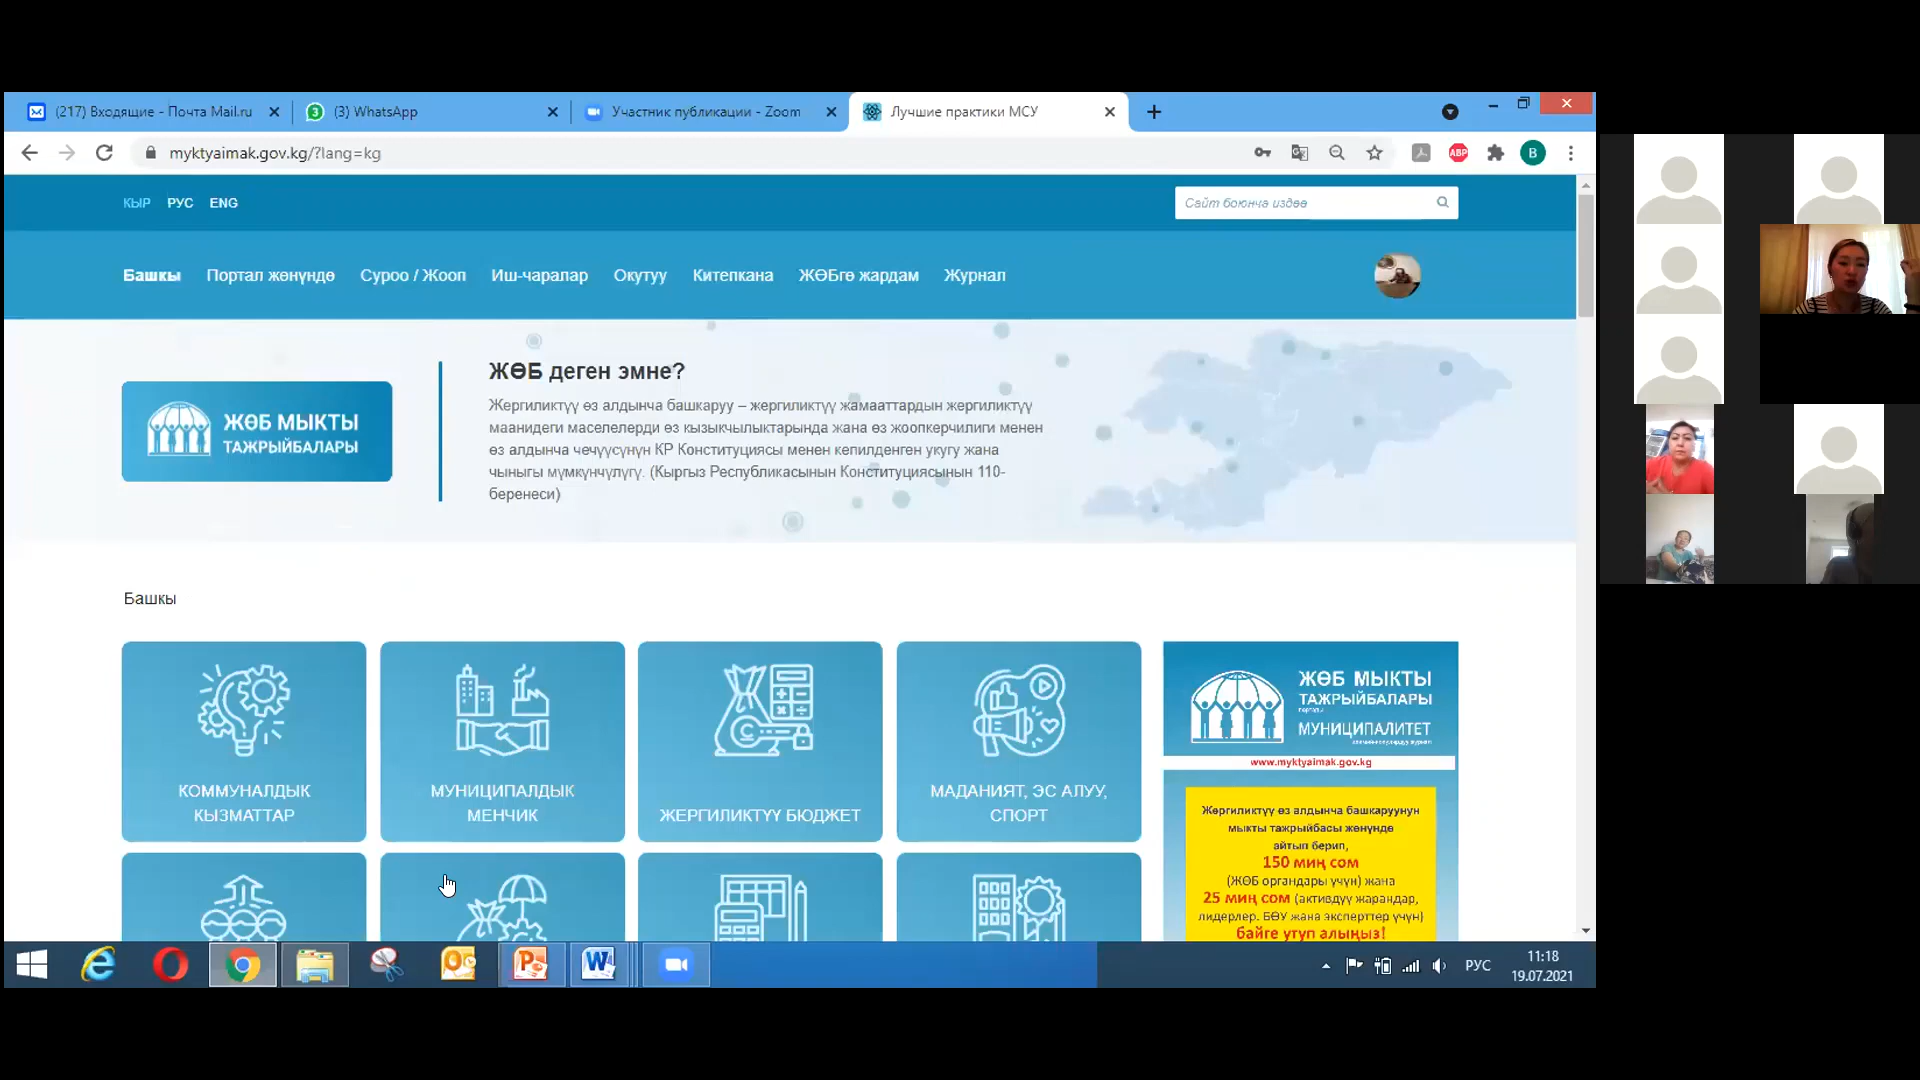 (217) Входящие - Почта Mail.ru
(3) WhatsApp
Участник публикации - Zoom
Лучшие практики МСУ
myktyaimak.gov.kg/?lang=kg
ABP
B
КЫР РУС ENG
Сайт боюнча издөө
Башкы Портал жөнүндө Суроо / Жооп Иш-чаралар Окутуу Китепкана ЖӨБгө жардам Журнал
ЖӨБ МЫКТЫ
ТАЖРЫЙБАЛАРЫ
ЖӨБ деген эмне?
Жергиликтүү өз алдынча башкаруу – жергиликтүү жамааттардын жергиликтүү
маанидеги маселелерди өз кызыкчылыктарында жана өз жоопкерчилиги менен
өз алдынча чечүүсүнүн КР Конституциясы менен кепилденген укугу жана
чыныгы мүмкүнчүлүгү. (Кыргыз Республикасынын Конституциясынын 110-
беренеси)
Башкы
КОММУНАЛДЫК
КЫЗМАТТАР
МУНИЦИПАЛДЫК
МЕНЧИК
ЖЕРГИЛИКТҮҮ БЮДЖЕТ
МАДАНИЯТ, ЭС АЛУУ,
СПОРТ
ЖӨБ МЫКТЫ
ТАЖРЫЙБАЛАРЫ
МУНИЦИПАЛИТЕТ
www.myktyaimak.gov.kg
Жергиликтүү өз алдынча башкаруунун
мыкты тажрыйбасы жөнүндө
айтып берип,
150 миң сом
(ЖӨБ органдары үчүн) жана
25 миң сом (активдүү жарандар,
лидерлер. БӨУ жана эксперттер үчүн)
байге утуп алыңыз!
РУС
11:18
19.07.2021